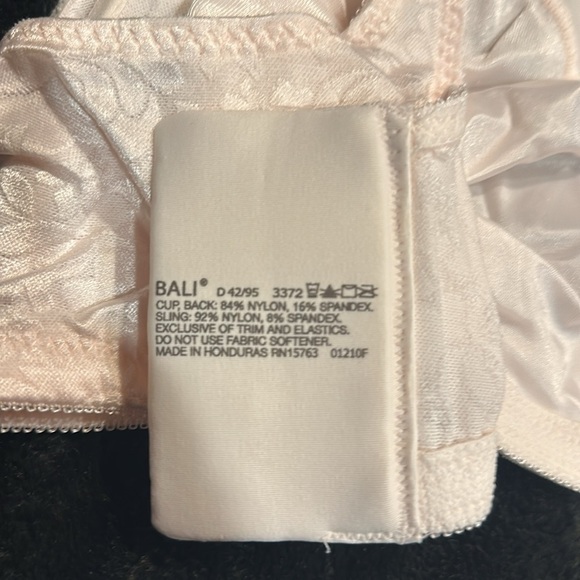 BALI® D 42/95 3372
CUP, BACK: 84% NYLON, 16% SPANDEX.
SLING: 92% NYLON, 8% SPANDEX.
EXCLUSIVE OF TRIM AND ELASTICS.
DO NOT USE FABRIC SOFTENER.
MADE IN HONDURAS RN15763 01210F